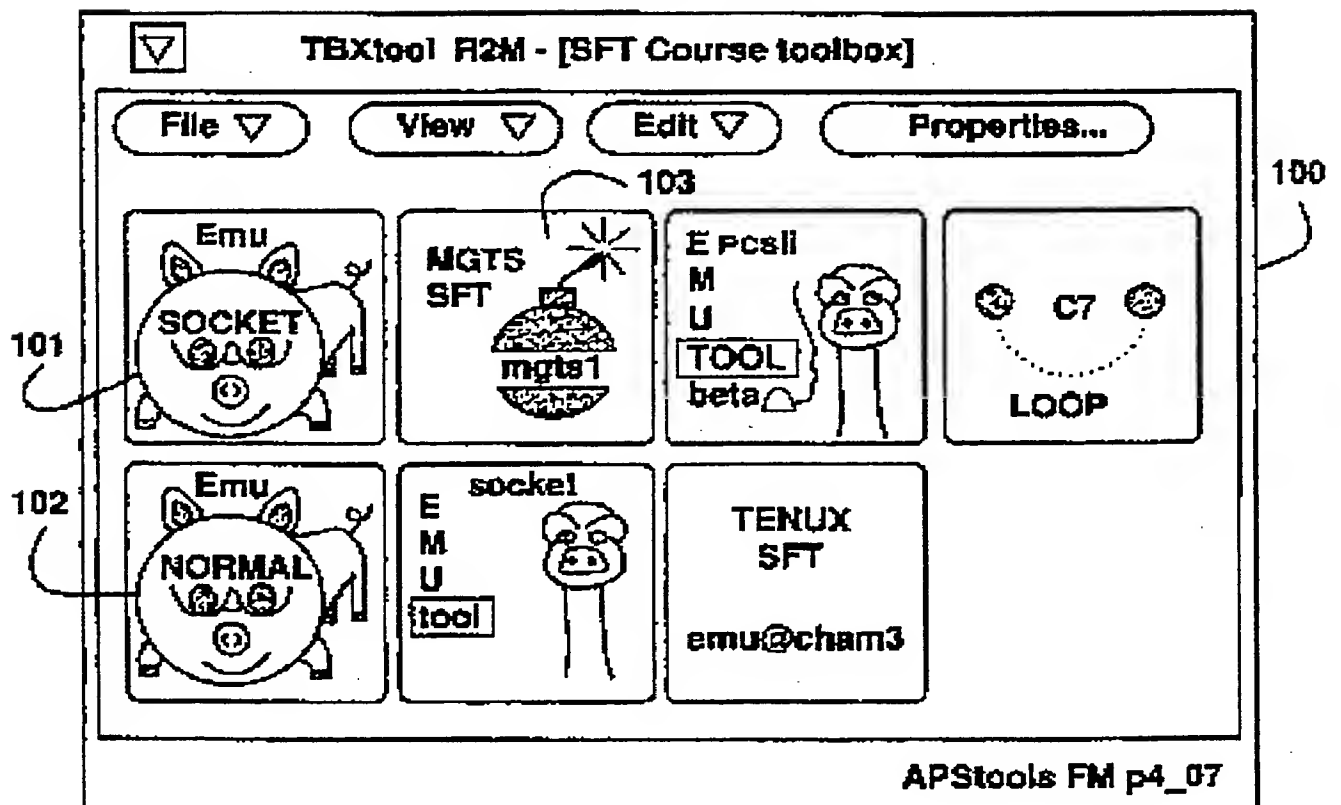 TBXtool R2M - [SFT Course toolbox]
File View Edit Properties...
103
100
Emu
SOCKET
MGTS
SFT
mgts1
E pcsli
M
U
TOOL
beta
C7
LOOP
101
102
Emu
NORMAL
socket
E
M
U
tool
TENUX
SFT
emu@cham3
APStools FM p4_07